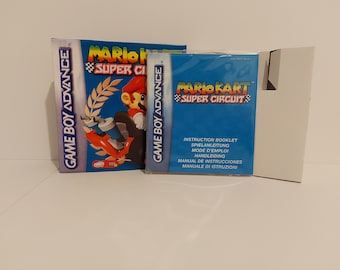 GAME BOY ADVANCE
MARIO KART
SUPER CIRCUIT
GAME BOY ADVANCE
MARIO KART
SUPER CIRCUIT
INSTRUCTION BOOKLET
SPIELANLEITUNG
MODE D'EMPLOI
HANDLEIDING
MANUAL DE INSTRUCCIONES
MANUALE DI ISTRUZIONI